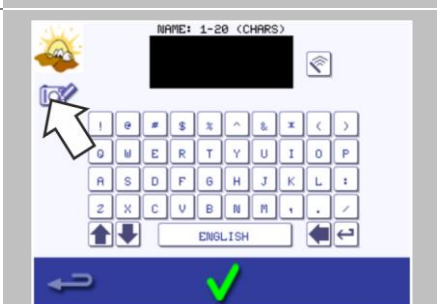 NAME: 1-20 (CHARS)
! @ # $ % ^ & * ( )
Q W E R T Y U I O P
A S D F G H J K L :
Z X C V B N M , . /
ENGLISH